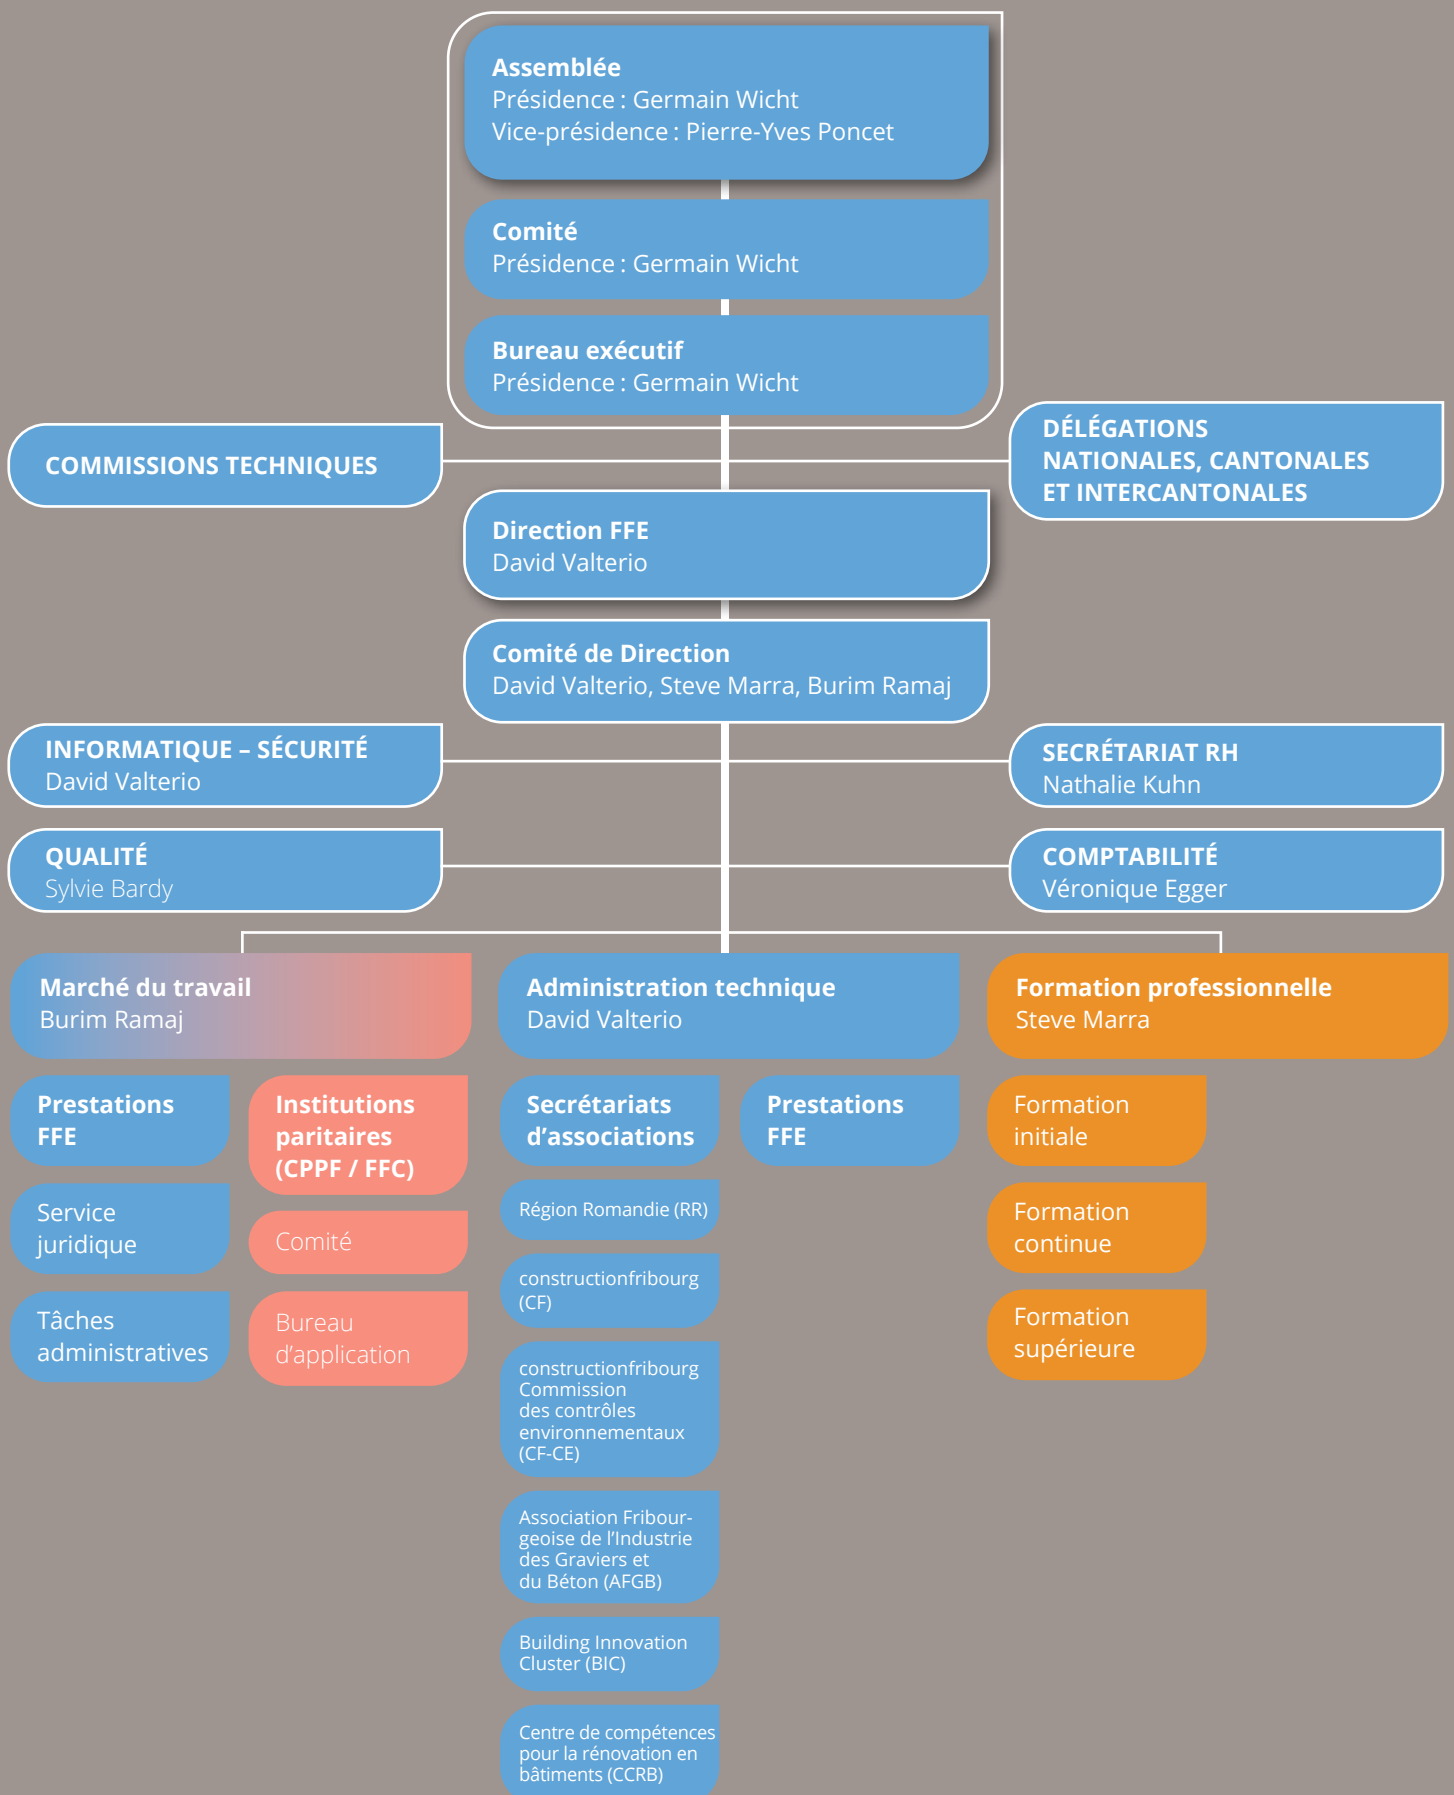 Assemblée
Présidence : Germain Wicht
Vice-présidence : Pierre-Yves Poncet
Comité
Présidence : Germain Wicht
Bureau exécutif
Présidence : Germain Wicht
COMMISSIONS TECHNIQUES
DÉLÉGATIONS
NATIONALES, CANTONALES
ET INTERCANTONALES
Direction FFE
David Valterio
Comité de Direction
David Valterio, Steve Marra, Burim Ramaj
INFORMATIQUE – SÉCURITÉ
David Valterio
SECRÉTARIAT RH
Nathalie Kuhn
QUALITÉ
Sylvie Bardy
COMPTABILITÉ
Véronique Egger
Marché du travail
Burim Ramaj
Prestations
FFE
Service
juridique
Tâches
administratives
Institutions
paritaires
(CPPF / FFC)
Comité
Bureau
d’application
Administration technique
David Valterio
Secrétariats
d’associations
Région Romandie (RR)
constructionfribourg
(CF)
constructionfribourg
Commission
des contrôles
environnementaux
(CF-CE)
Association Fribour-
geoise de l’Industrie
des Graviers et
du Béton (AFGB)
Building Innovation
Cluster (BIC)
Centre de compétences
pour la rénovation en
bâtiments (CCRB)
Prestations
FFE
Formation professionnelle
Steve Marra
Formation
initiale
Formation
continue
Formation
supérieure